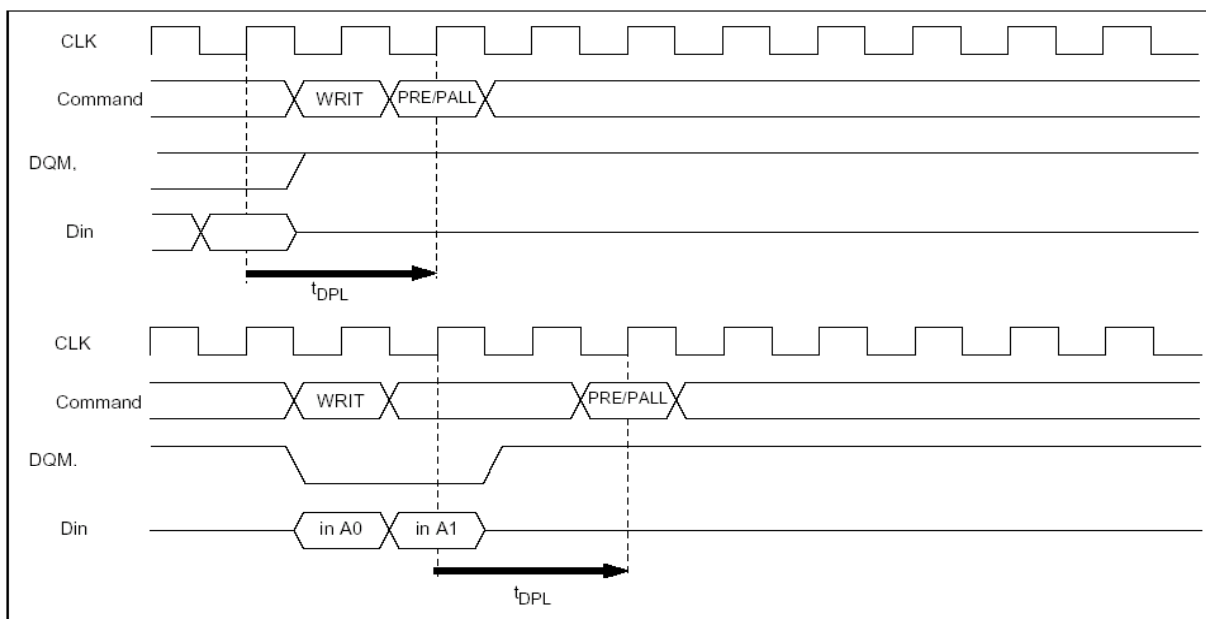 CLK
Command
WRIT
PRE/PALL
DQM,
Din
tDPL
CLK
Command
WRIT
PRE/PALL
DQM.
Din
in A0
in A1
tDPL